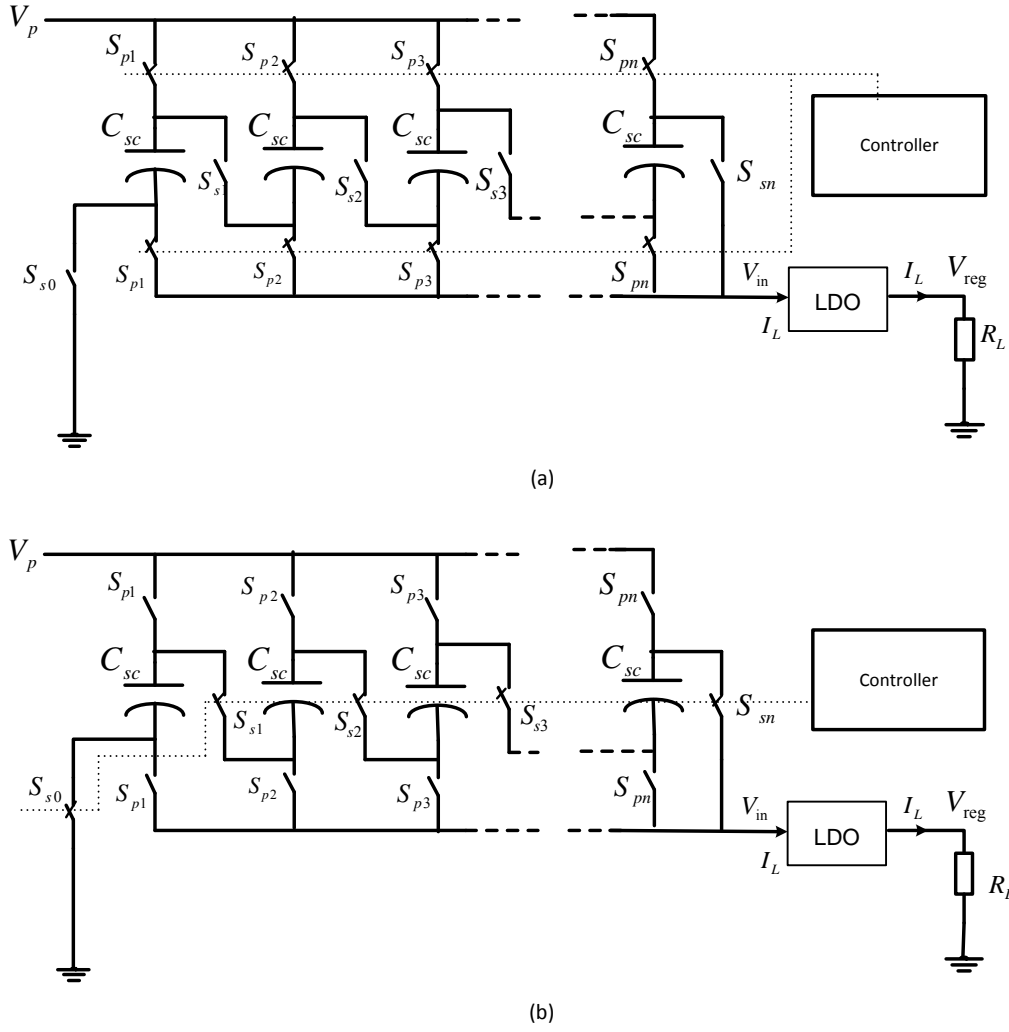 V_p
S_p1
S_p2
S_p3
S_pn
C_sc
C_sc
C_sc
C_sc
Controller
S_s1
S_s2
S_s3
S_sn
S_s0
S_p1
S_p2
S_p3
S_pn
V_in
I_L
LDO
I_L
V_reg
R_L
(a)
V_p
S_p1
S_p2
S_p3
S_pn
C_sc
C_sc
C_sc
C_sc
Controller
S_s1
S_s2
S_s3
S_sn
S_s0
S_p1
S_p2
S_p3
S_pn
V_in
I_L
LDO
I_L
V_reg
R_L
(b)